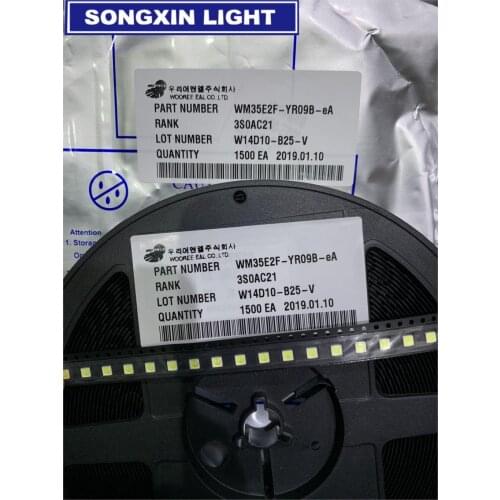 SONGXIN LIGHT
우리이앤엘주식회사
WOOREE E&L CO.,LTD.
PART NUMBER WM35E2F-YR09B-eA
RANK 3S0AC21
LOT NUMBER W14D10-B25-V
QUANTITY 1500 EA 2019.01.10
Attention
1. Storag
Op
우리이앤엘주식회사
WOOREE E&L CO.,LTD.
PART NUMBER WM35E2F-YR09B-eA
RANK 3S0AC21
LOT NUMBER W14D10-B25-V
QUANTITY 1500 EA 2019.01.10